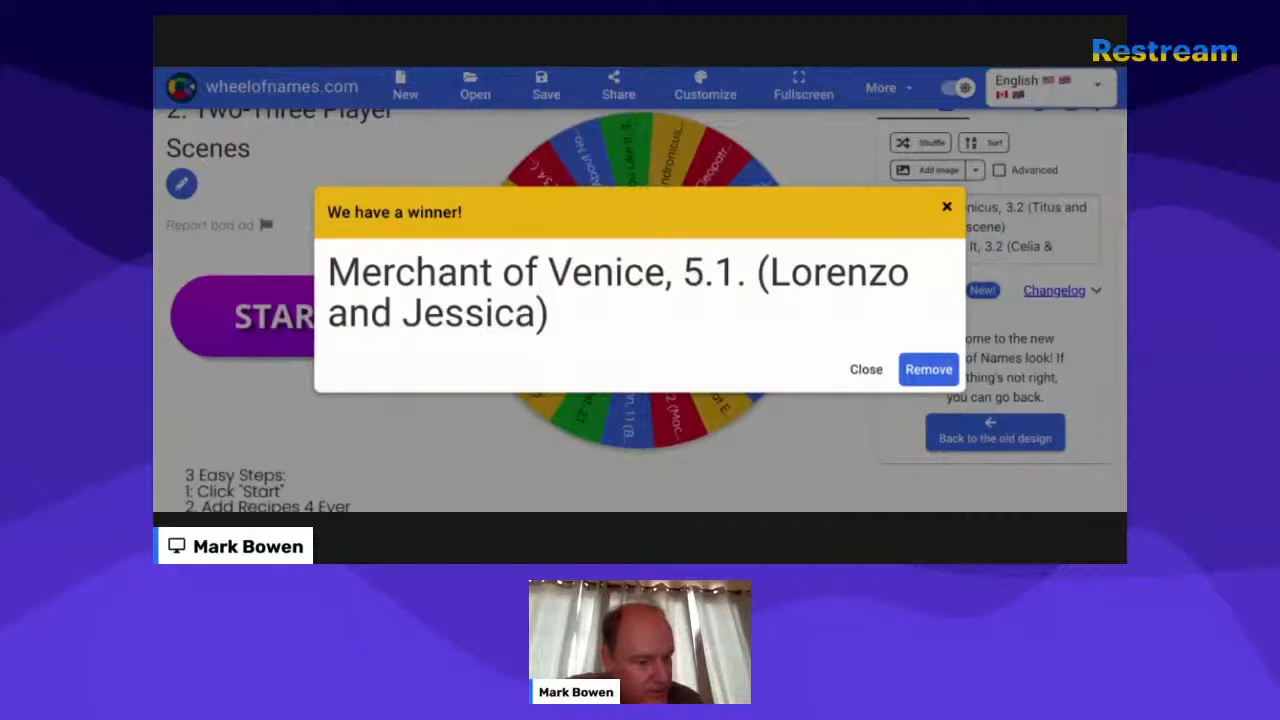 Restream
wheelofnames.com
New
Open
Save
Share
Customize
Fullscreen
More
English
2. Two-Three Player
Scenes
Report bad ad
Shuffle
Sort
Add image
Advanced
nicus, 3.2 (Titus and
scene)
It, 3.2 (Celia &
We have a winner!
Merchant of Venice, 5.1. (Lorenzo
and Jessica)
Close
Remove
New!
Changelog
STAR
ome to the new
of Names look! If
thing's not right,
you can go back.
Back to the old design
3 Easy Steps:
1: Click "Start"
2. Add Recipes 4 Ever
Mark Bowen
Mark Bowen